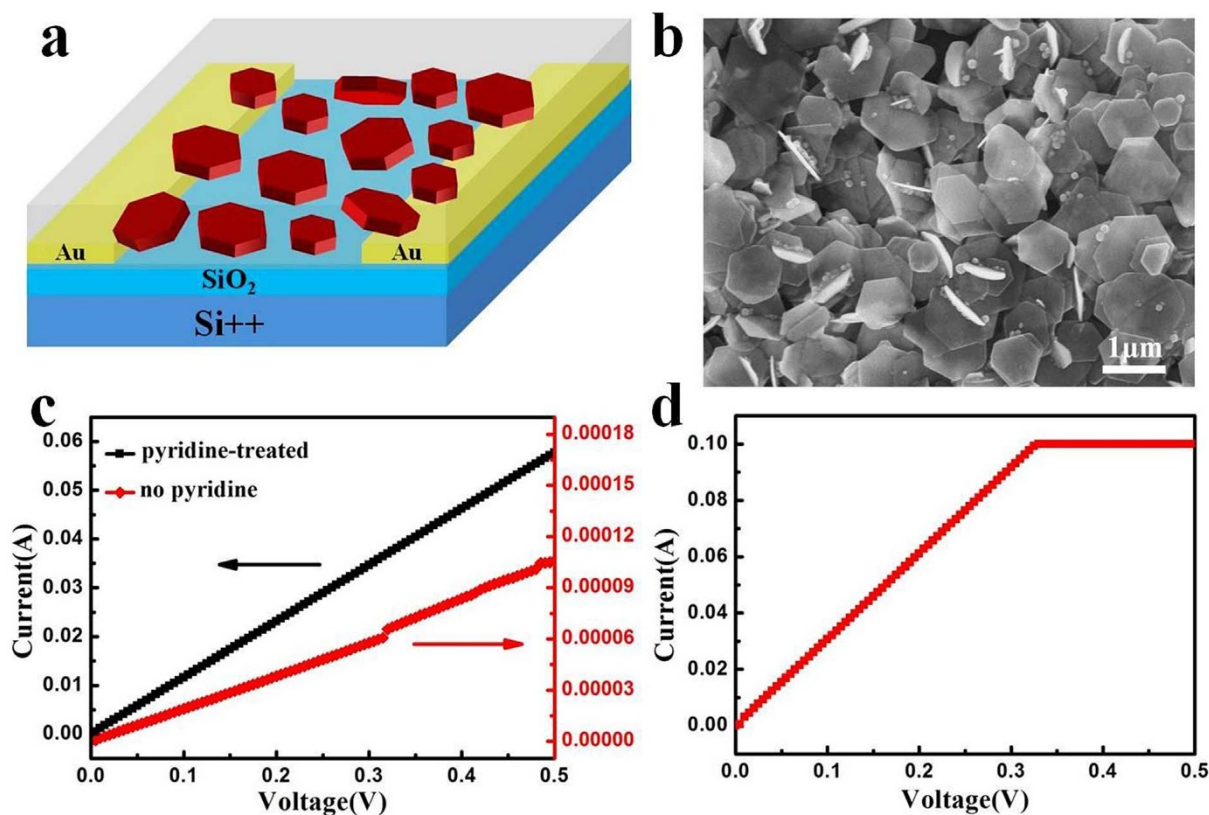 a
Au
Au
SiO₂
Si++
b
1μm
c
pyridine-treated
no pyridine
Current(A)
0.06
0.05
0.04
0.03
0.02
0.01
0.00
0.00018
0.00015
0.00012
0.00009
0.00006
0.00003
0.00000
0.0 0.1 0.2 0.3 0.4 0.5
Voltage(V)
d
Current(A)
0.10
0.08
0.06
0.04
0.02
0.00
0.0 0.1 0.2 0.3 0.4 0.5
Voltage(V)